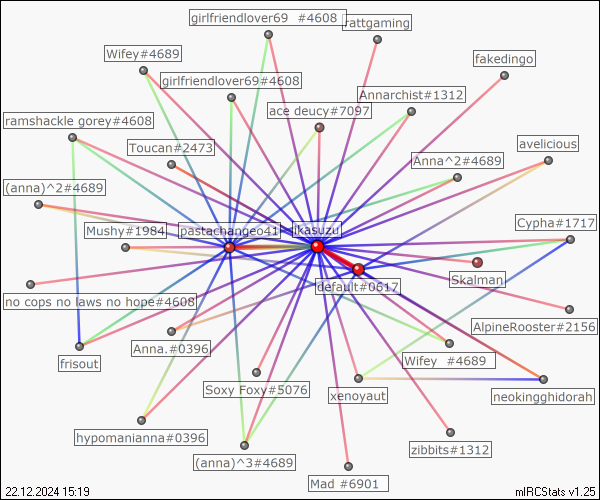 girlfriendlover69 #4608
rattgaming
Wifey#4689
fakedingo
girlfriendlover69#4608
Annarchist#1312
ace deucy#7097
ramshackle gorey#4608
Toucan#2473
Anna^2#4689
avelicious
(anna)^2#4689
Mushy#1984
pastachangeo41
ikasuzu
Cypha#1717
default#0617
Skalman
no cops no laws no hope#4608
AlpineRooster#2156
frisout
Anna.#0396
Wifey #4689
Soxy Foxy#5076
xenoyaut
neokingghidorah
hypomanianna#0396
(anna)^3#4689
zibbits#1312
Mad #6901
22.12.2024 15:19
mIRCStats v1.25